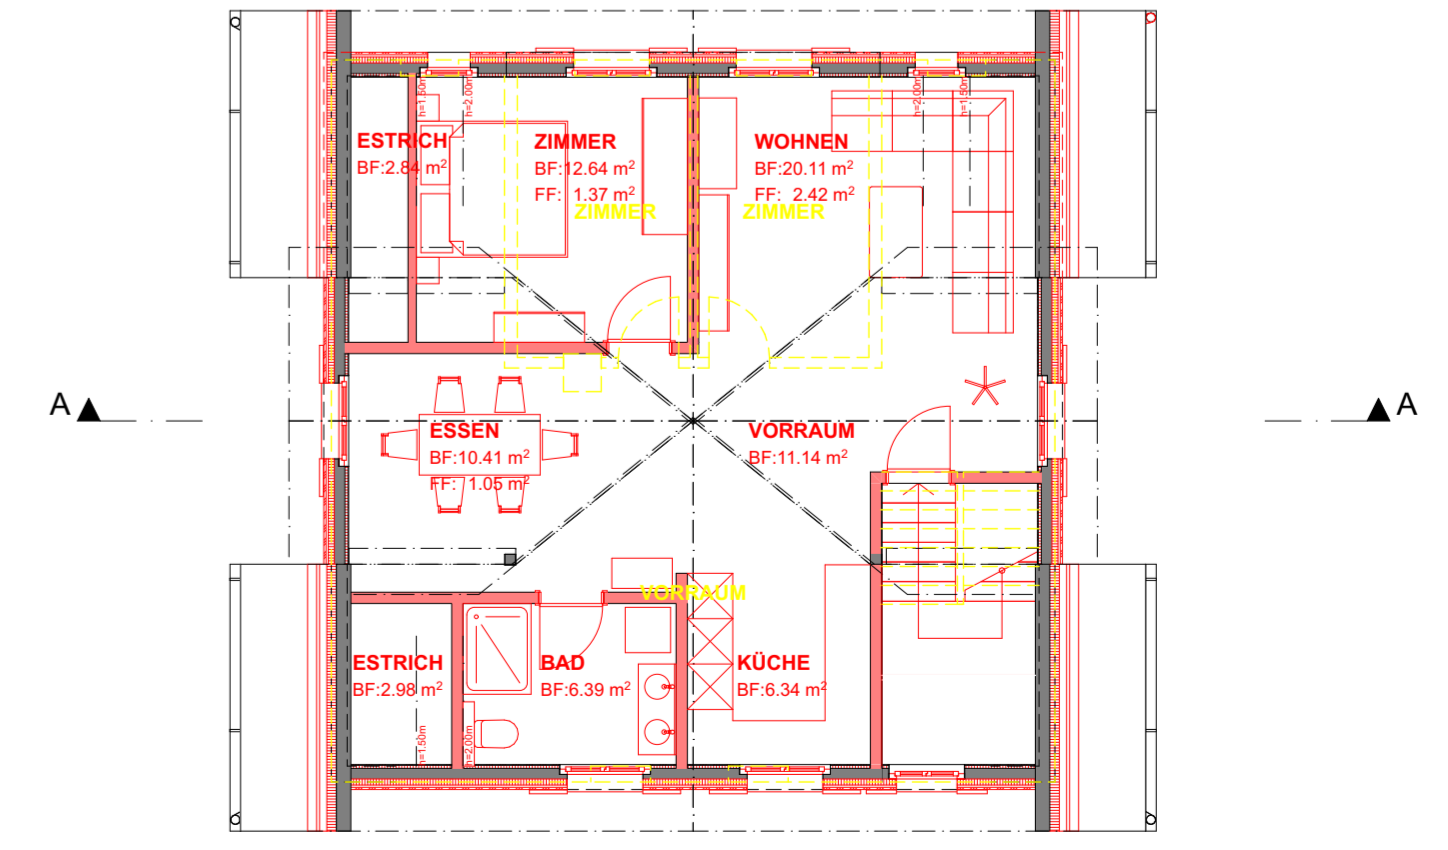 h=1.50m
h=2.00m
h=2.00m
h=1.50m
ESTRICH
BF:2.84 m²
ZIMMER
BF:12.64 m²
FF: 1.37 m²
ZIMMER
WOHNEN
BF:20.11 m²
FF: 2.42 m²
ZIMMER
A
A
ESSEN
BF:10.41 m²
FF: 1.05 m²
VORRAUM
BF:11.14 m²
VORRAUM
ESTRICH
BF:2.98 m²
BAD
BF:6.39 m²
KÜCHE
BF:6.34 m²
h=1.50m
h=2.00m